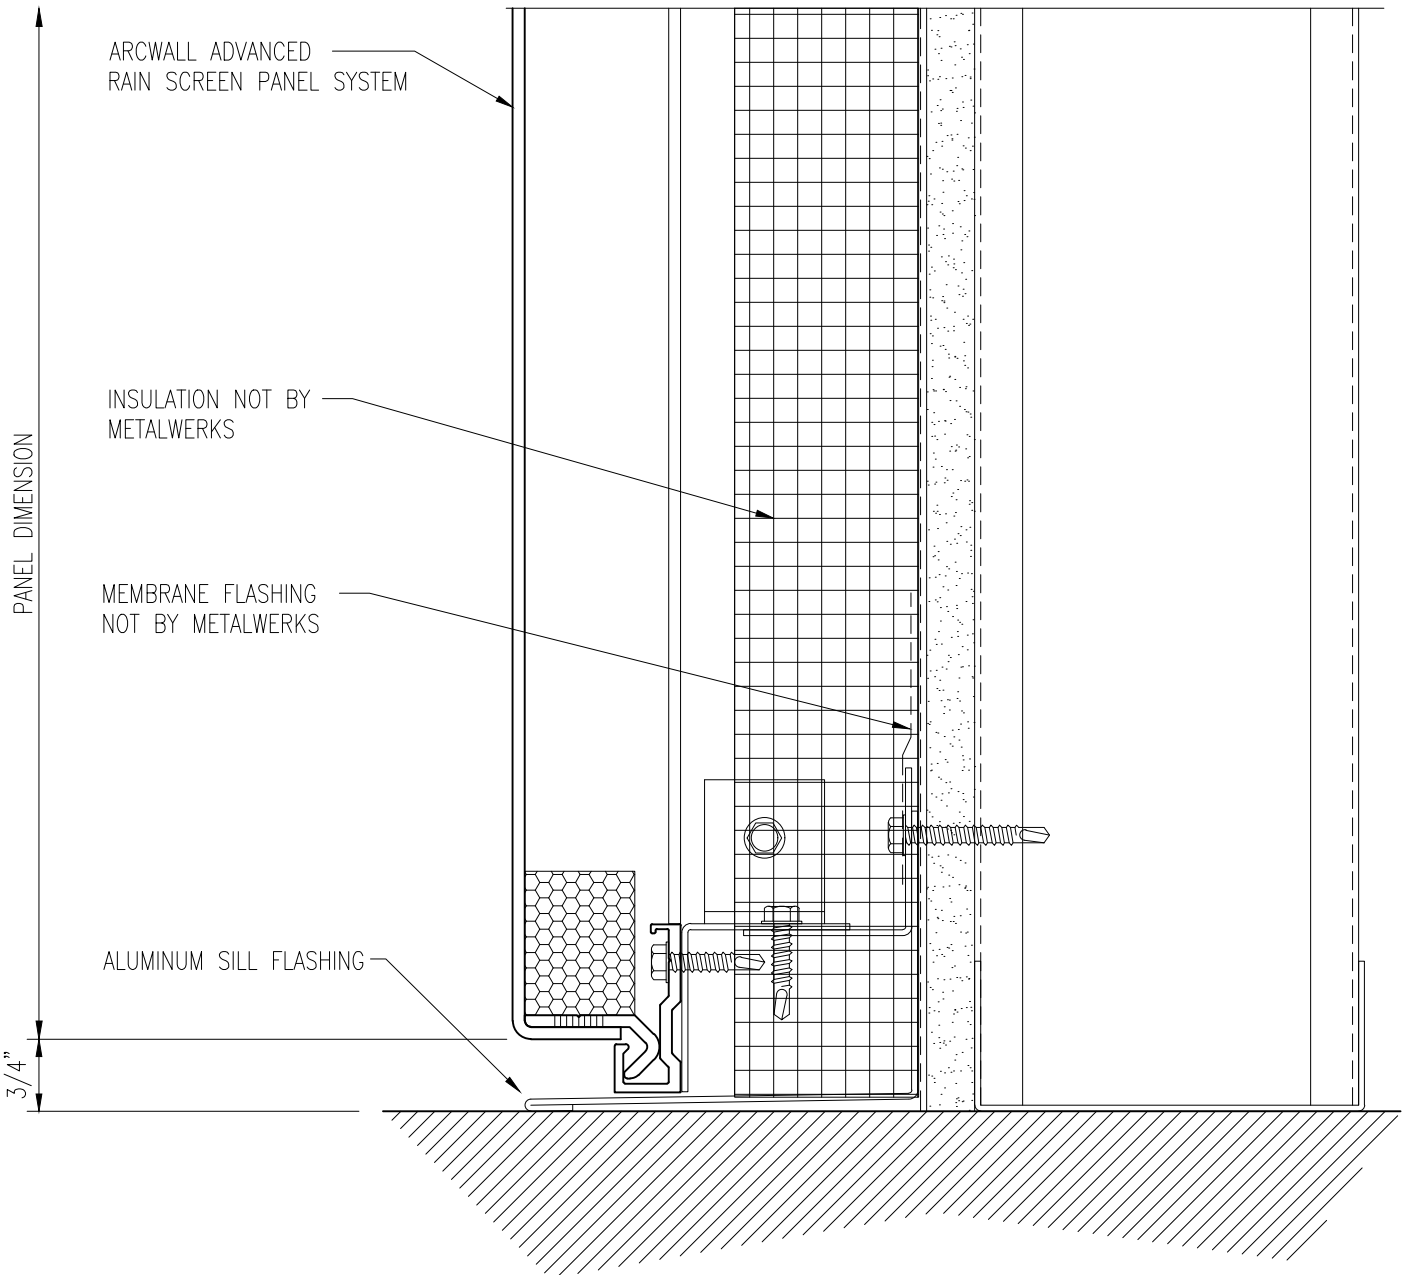 ARCWALL ADVANCED
RAIN SCREEN PANEL SYSTEM
INSULATION NOT BY
METALWERKS
PANEL DIMENSION
MEMBRANE FLASHING
NOT BY METALWERKS
ALUMINUM SILL FLASHING
3/4"